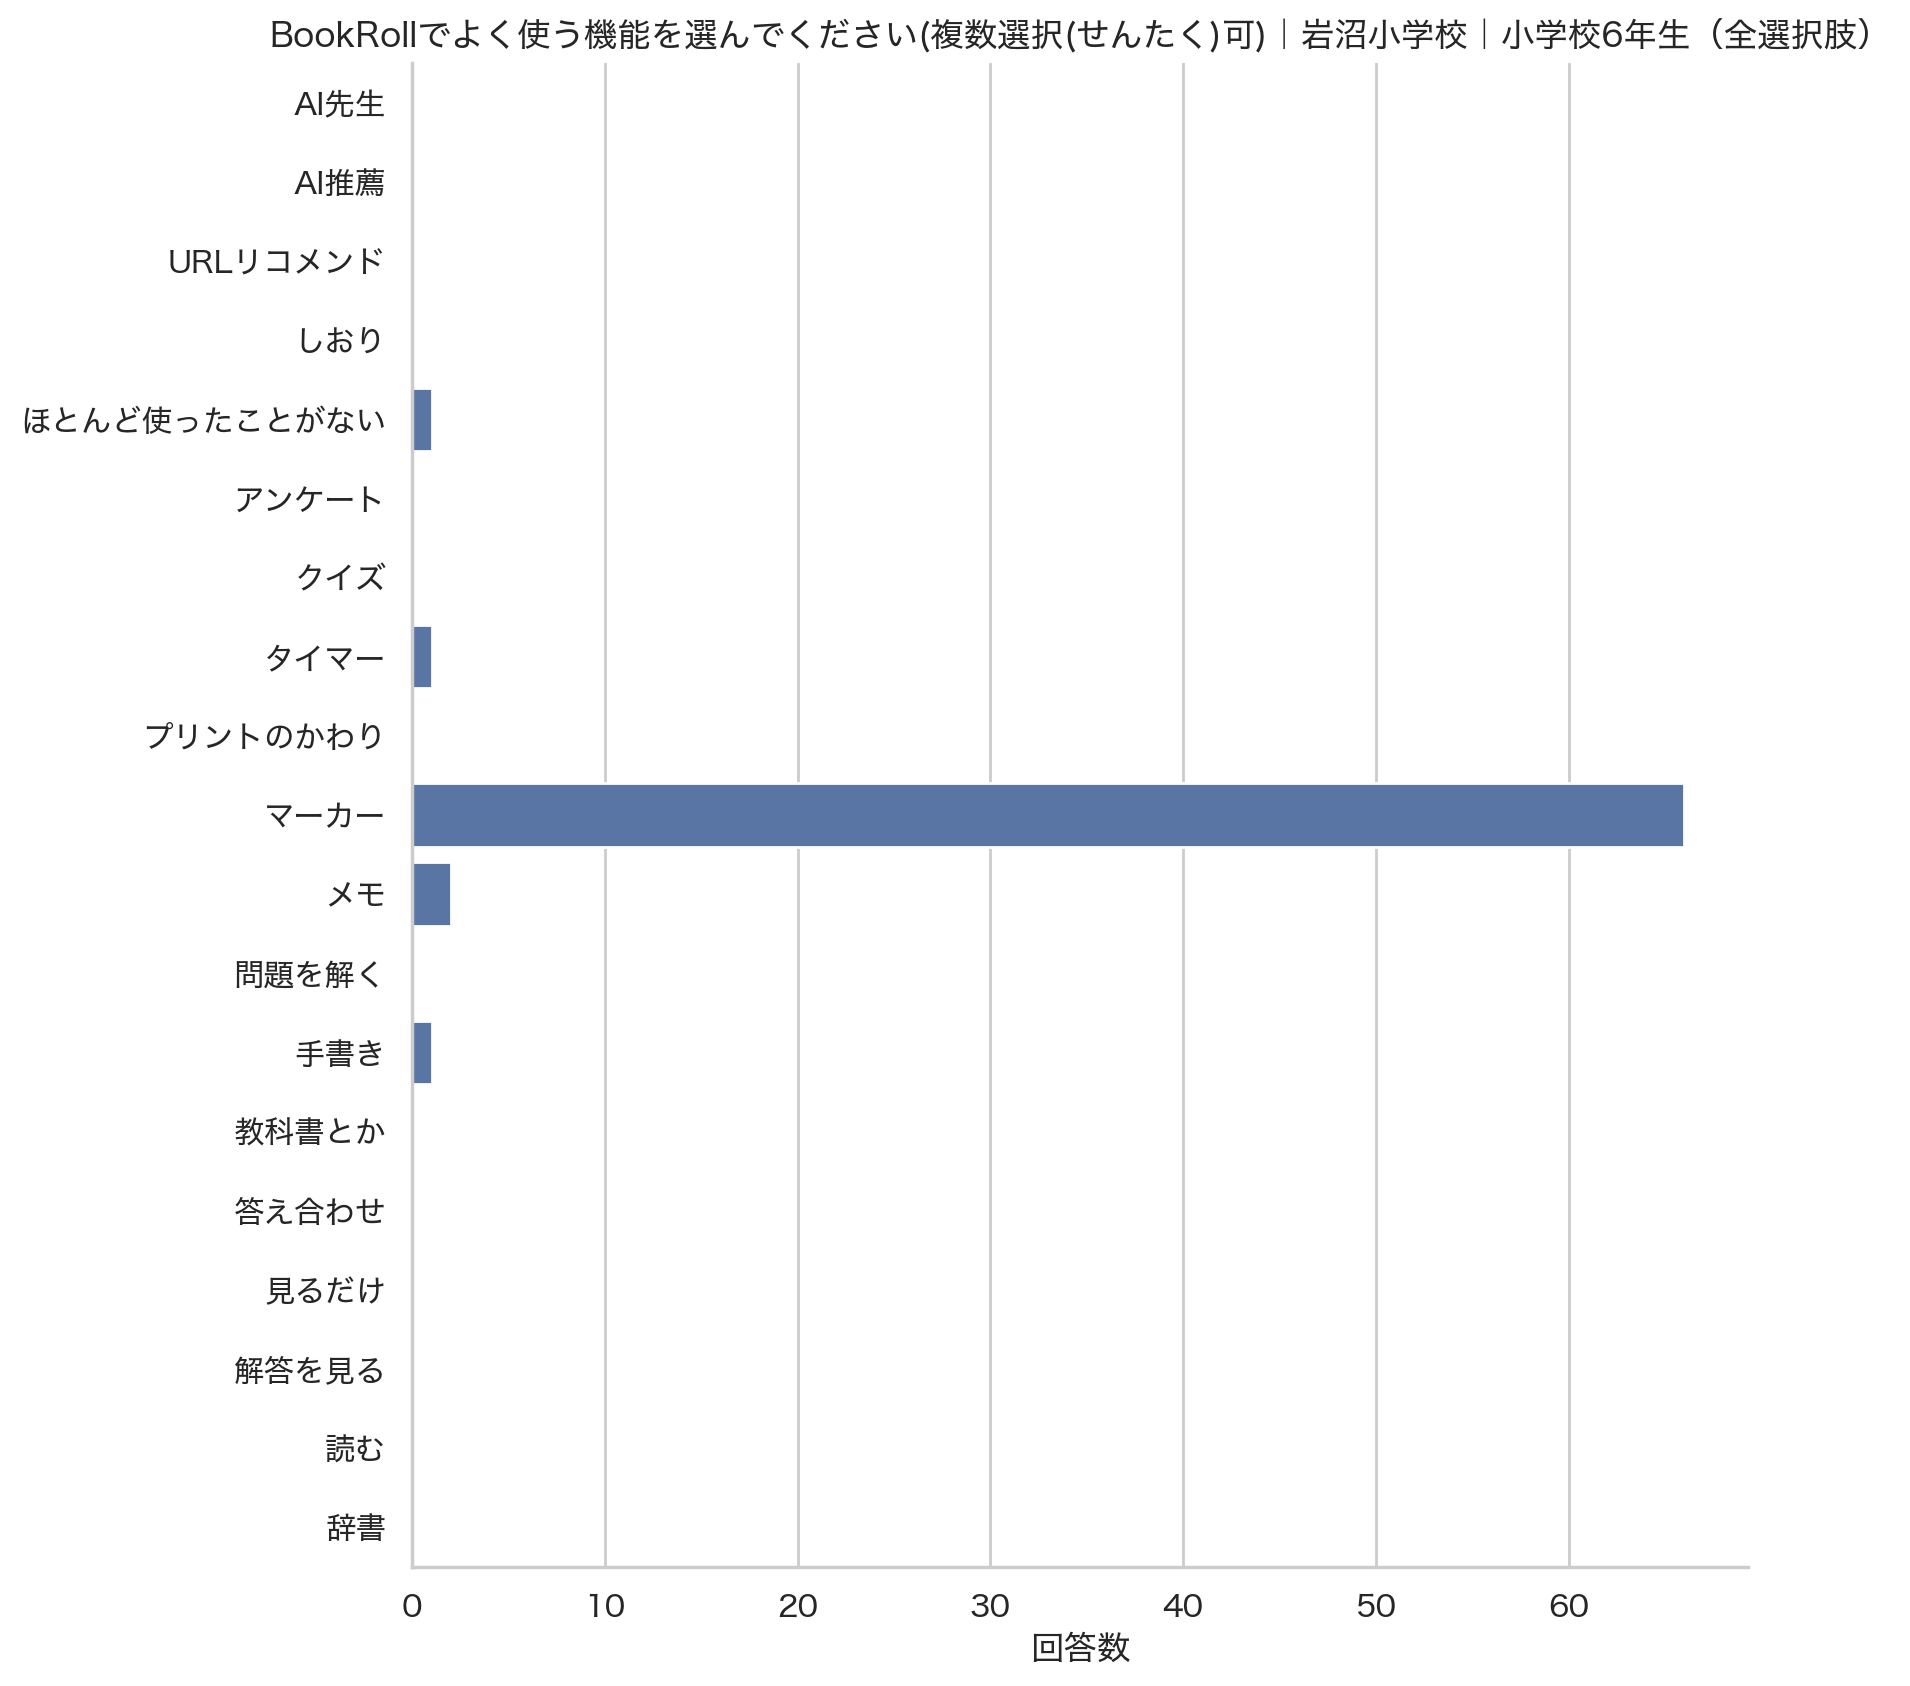 BookRollでよく使う機能を選んでください(複数選択(せんたく)可)｜岩沼小学校｜小学校6年生（全選択肢）
AI先生
AI推薦
URLリコメンド
しおり
ほとんど使ったことがない
アンケート
クイズ
タイマー
プリントのかわり
マーカー
メモ
問題を解く
手書き
教科書とか
答え合わせ
見るだけ
解答を見る
読む
辞書
0 10 20 30 40 50 60
回答数